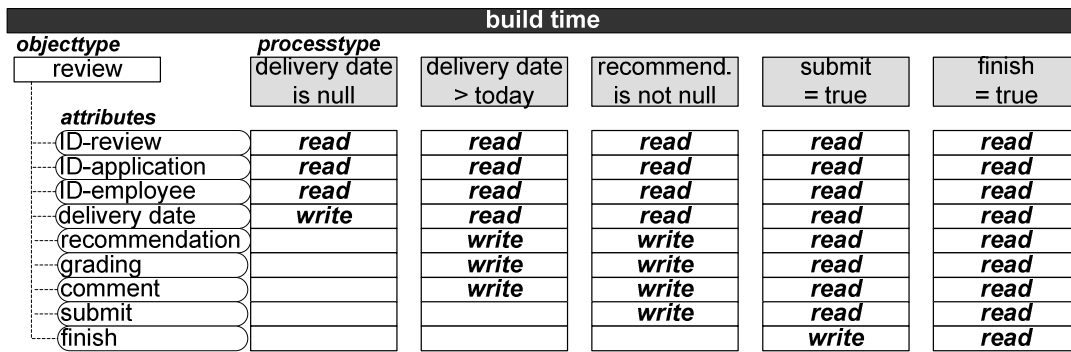 build time
objecttype processtype
review delivery date delivery date recommend. submit finish
is null > today is not null = true = true
attributes
ID-review read read read read read
ID-application read read read read read
ID-employee read read read read read
delivery date write read read read read
recommendation write write read read
grading write write read read
comment write write read read
submit write read read
finish write read